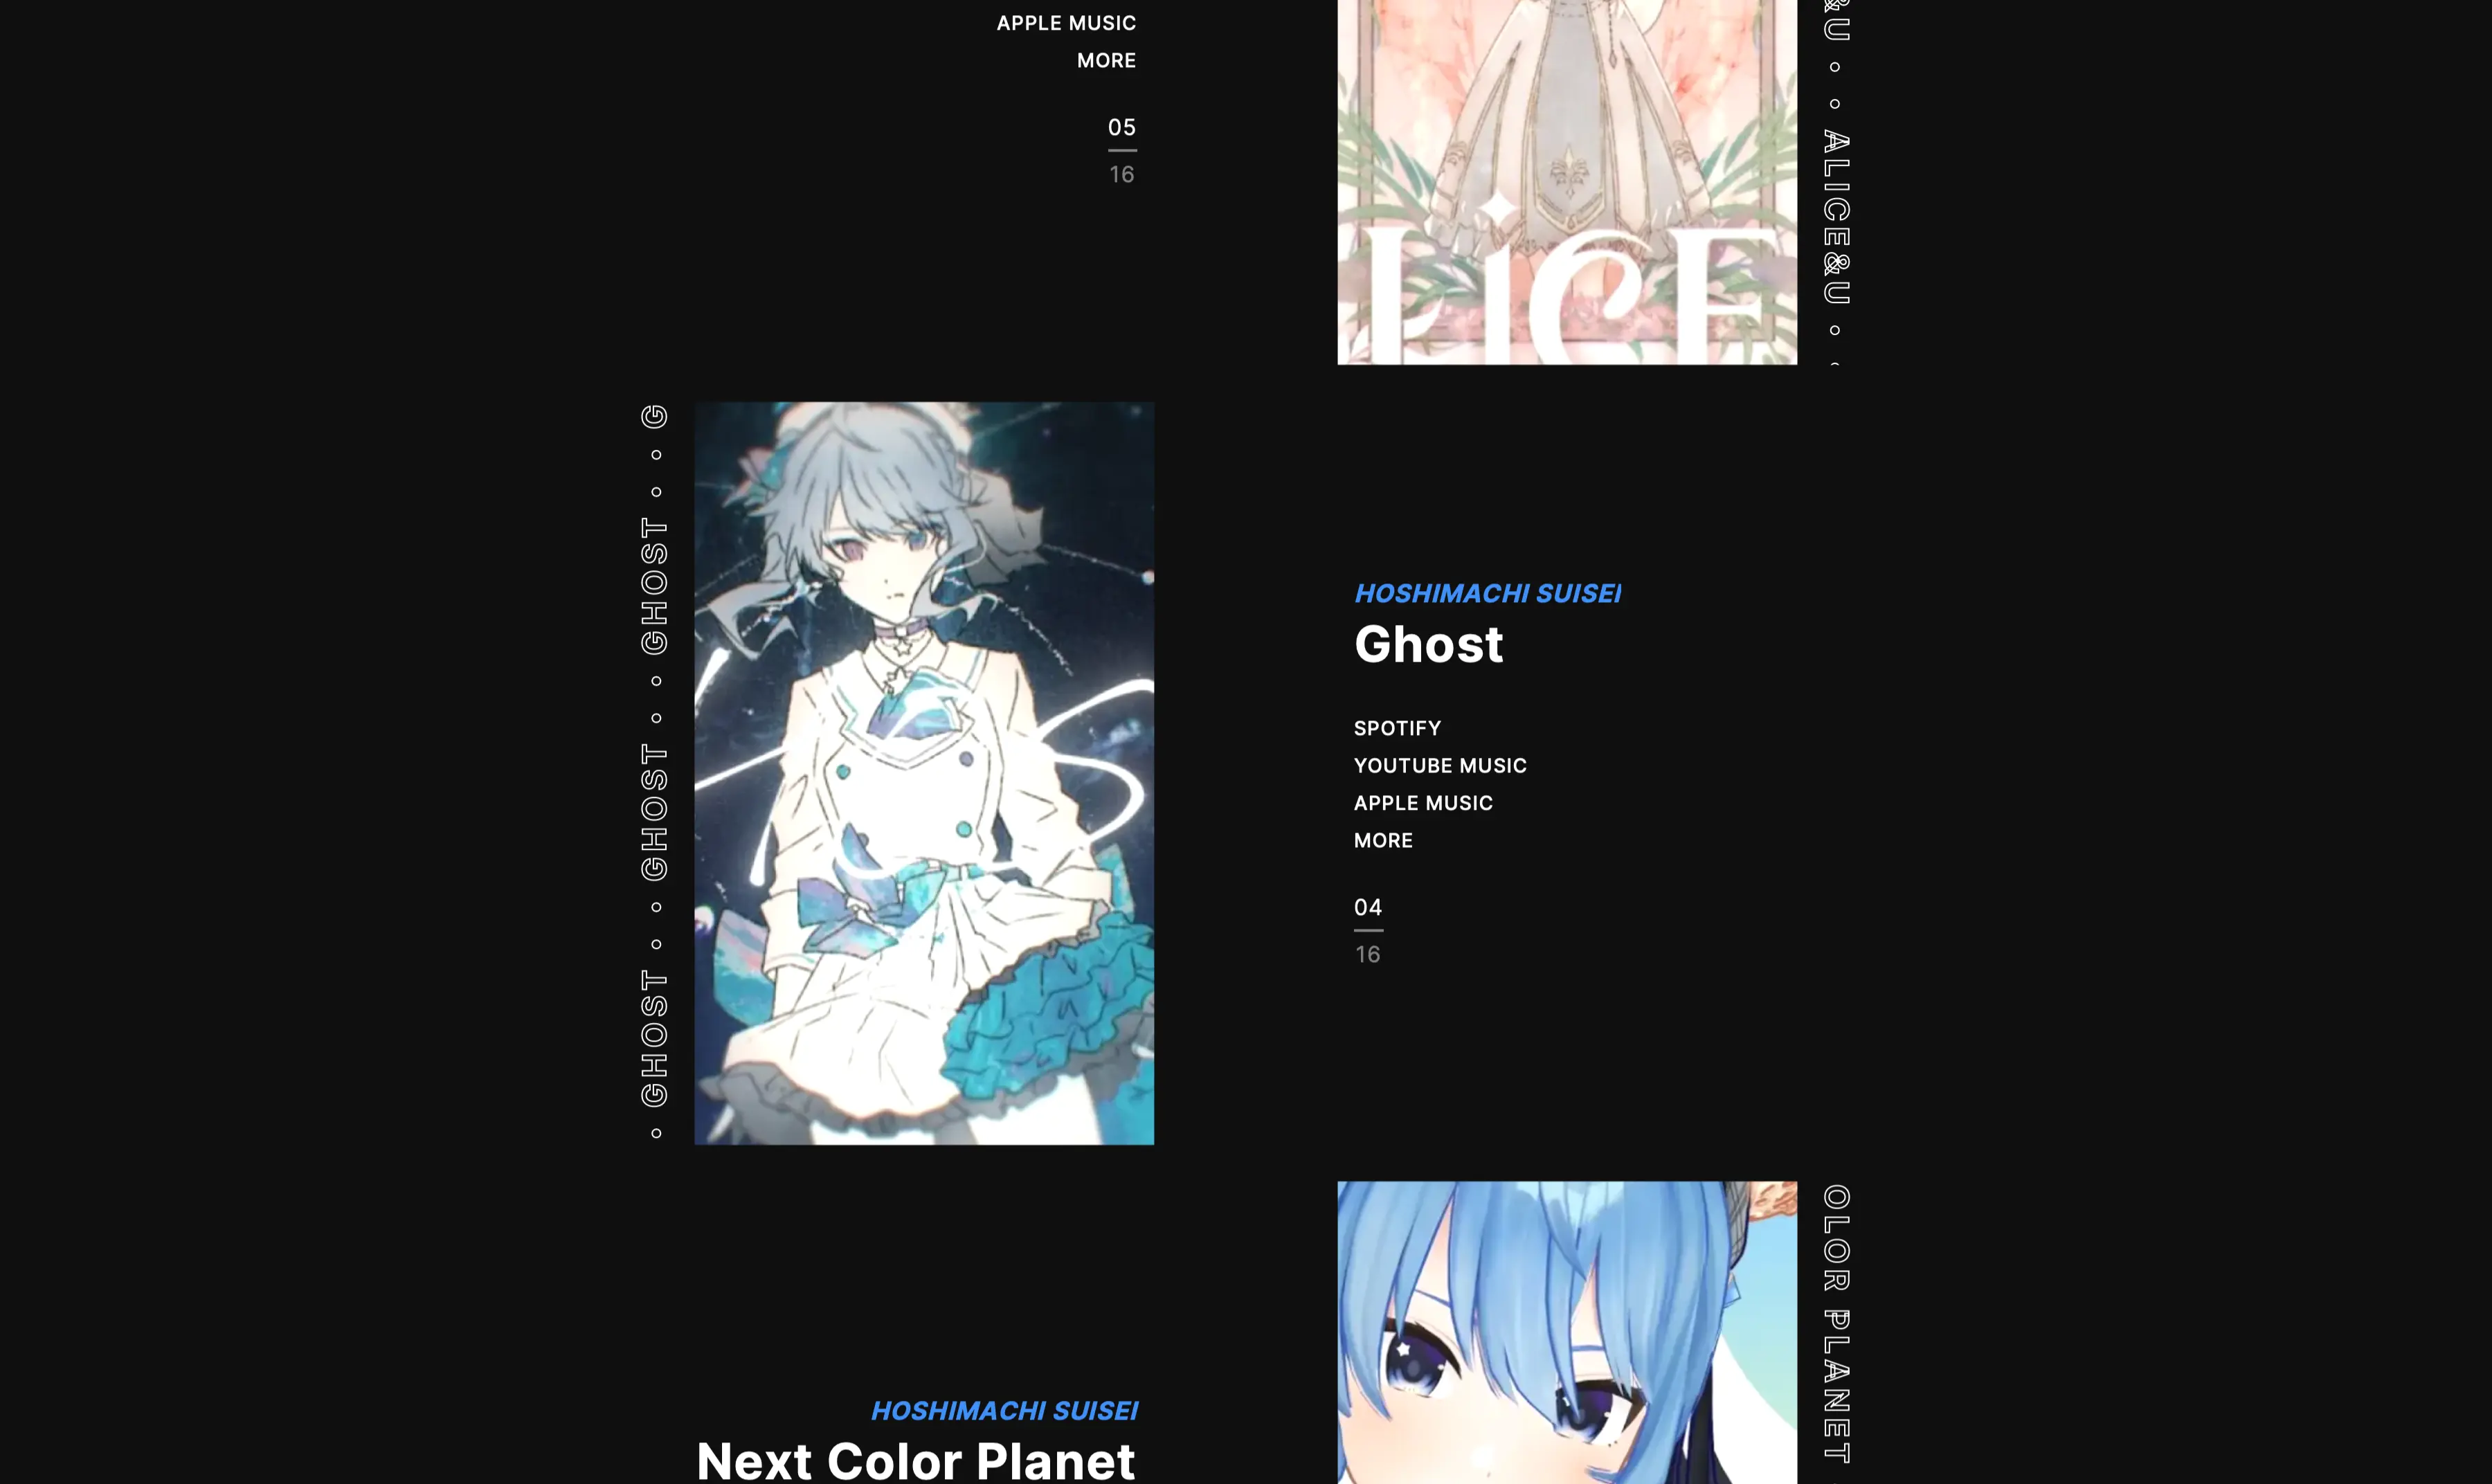 APPLE MUSIC
MORE
05
16
LICE
&U ◦ ◦ ALICE&U ◦ ◦
G ◦ ◦ GHOST ◦ ◦ GHOST ◦ ◦ GHOST ◦
HOSHIMACHI SUISEI
Ghost
SPOTIFY
YOUTUBE MUSIC
APPLE MUSIC
MORE
04
16
OLOR PLANET
HOSHIMACHI SUISEI
Next Color Planet